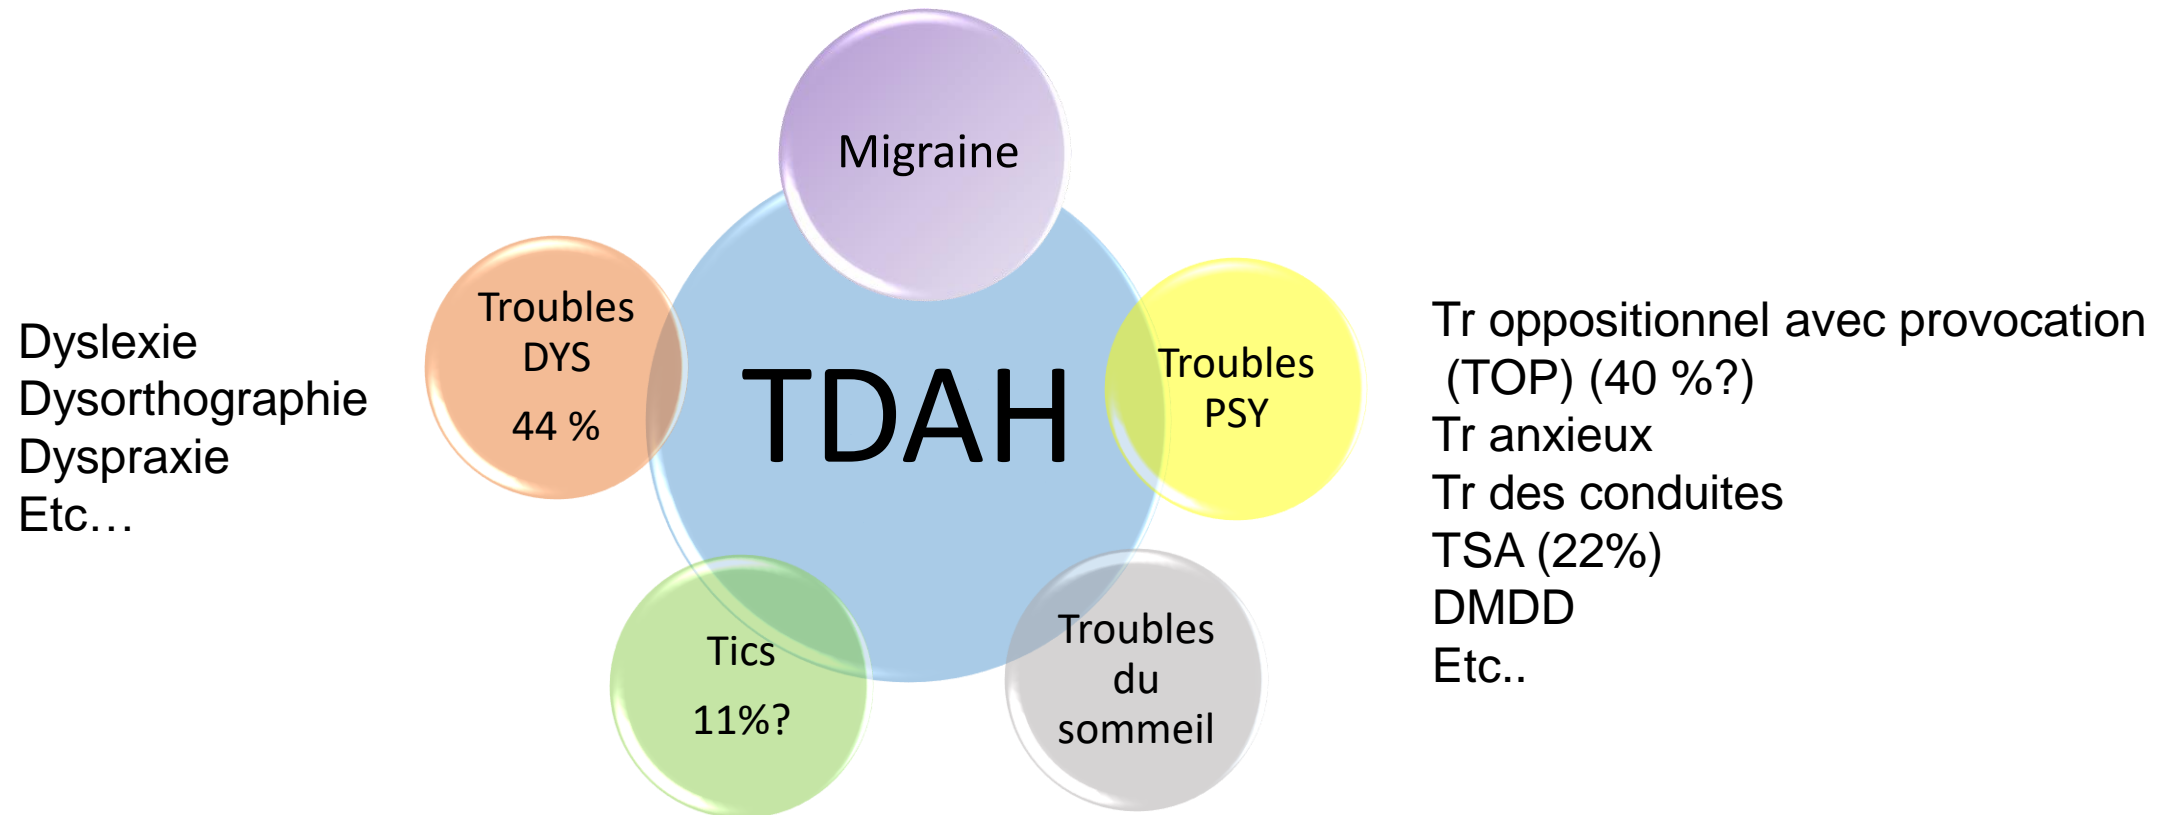 Migraine
Troubles
DYS
44 %
Dyslexie
Dysorthographie
Dyspraxie
Etc…
TDAH
Troubles
PSY
Tr oppositionnel avec provocation
(TOP) (40 %?)
Tr anxieux
Tr des conduites
TSA (22%)
DMDD
Etc..
Tics
11%?
Troubles
du
sommeil